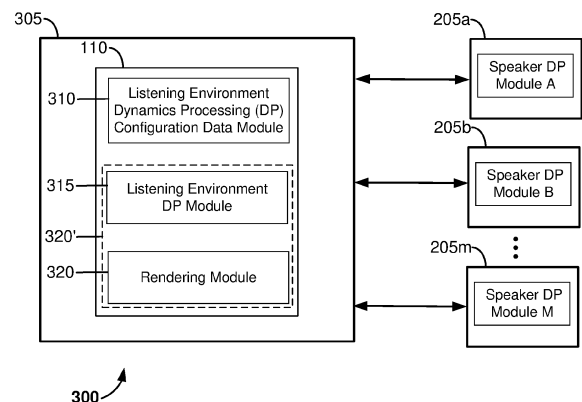 305
110
310
Listening Environment
Dynamics Processing (DP)
Configuration Data Module
315
Listening Environment
DP Module
320'
320
Rendering Module
205a
Speaker DP
Module A
205b
Speaker DP
Module B
205m
Speaker DP
Module M
300